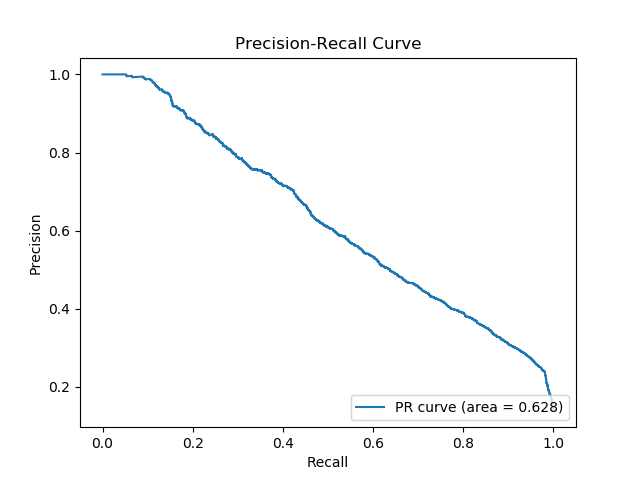 Precision-Recall Curve
1.0
0.8
0.6
0.4
0.2
Precision
PR curve (area = 0.628)
0.0 0.2 0.4 0.6 0.8 1.0
Recall